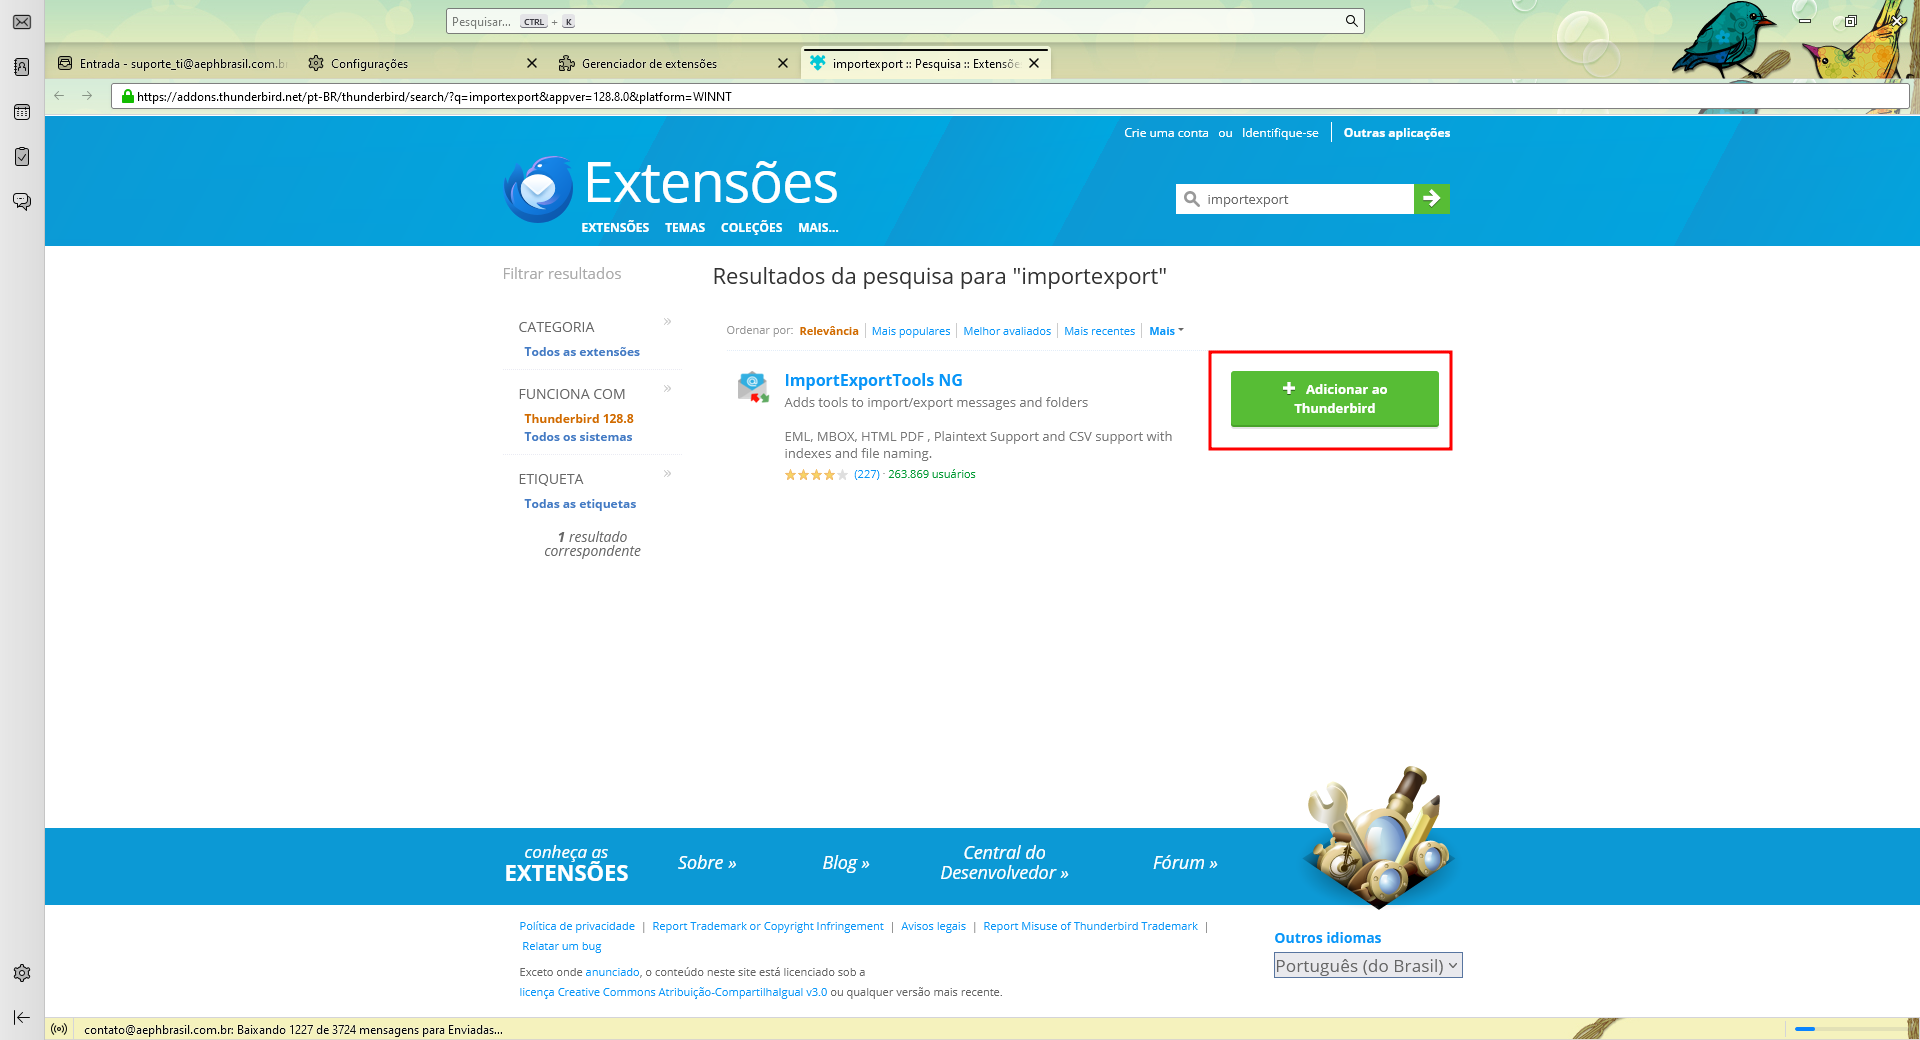 Pesquisar... CTRL + K
Entrada - suporte_ti@aephbrasil.com.br
Configurações
Gerenciador de extensões
importexport :: Pesquisa :: Extensõe
https://addons.thunderbird.net/pt-BR/thunderbird/search/?q=importexport&appver=128.8.0&platform=WINNT
Crie uma conta ou Identifique-se Outras aplicações
Extensões
importexport
EXTENSÕES TEMAS COLEÇÕES MAIS...
Filtrar resultados
CATEGORIA »
Todos as extensões
FUNCIONA COM »
Thunderbird 128.8
Todos os sistemas
ETIQUETA »
Todas as etiquetas
1 resultado
correspondente
Resultados da pesquisa para "importexport"
Ordenar por: Relevância Mais populares Melhor avaliados Mais recentes Mais
ImportExportTools NG
Adds tools to import/export messages and folders
EML, MBOX, HTML PDF , Plaintext Support and CSV support with
indexes and file naming.
(227) · 263.869 usuários
Adicionar ao
Thunderbird
conheça as
EXTENSÕES
Sobre »
Blog »
Central do
Desenvolvedor »
Fórum »
Política de privacidade | Report Trademark or Copyright Infringement | Avisos legais | Report Misuse of Thunderbird Trademark |
Relatar um bug
Exceto onde anunciado, o conteúdo neste site está licenciado sob a
licença Creative Commons Atribuição-CompartilhaIgual v3.0 ou qualquer versão mais recente.
Outros idiomas
Português (do Brasil)
contato@aephbrasil.com.br: Baixando 1227 de 3724 mensagens para Enviadas...